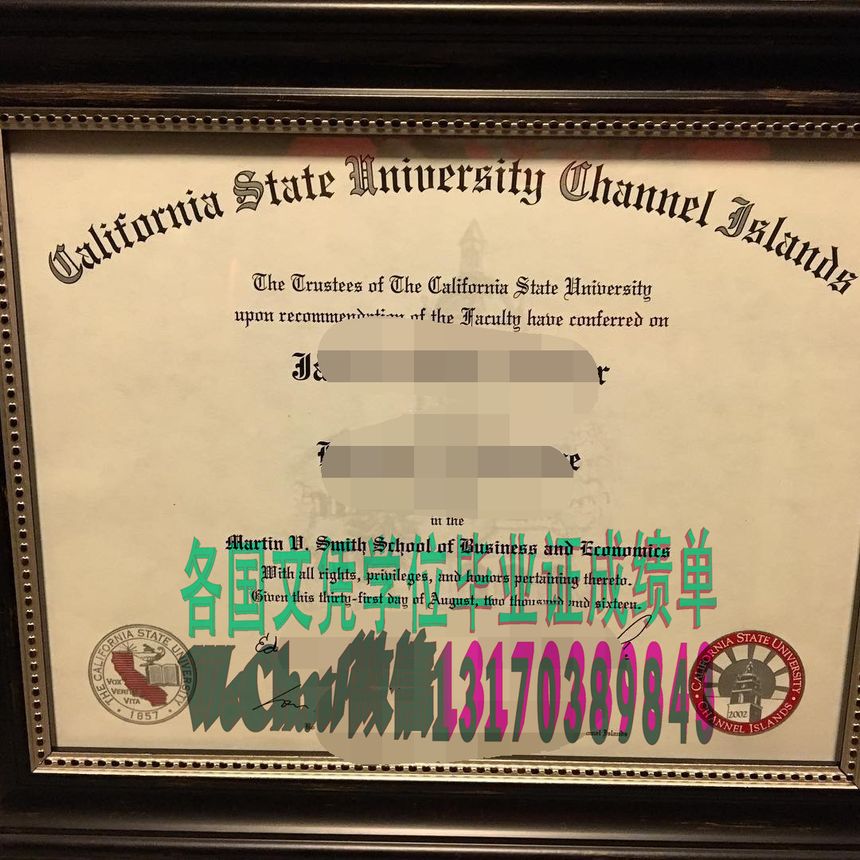 California State University Channel Islands
The Trustees of The California State University
upon recommendation of the Faculty have conferred on
in the
Martin V. Smith School of Business and Economics
各国文凭学位毕业证成绩单
With all rights, privileges, and honors pertaining thereto.
Given this thirty-first day of August, two thousand and sixteen.
WeChat微信13170389849
THE CALIFORNIA STATE UNIVERSITY
VOX
VERITAS
VITA
1857
CALIFORNIA STATE UNIVERSITY
2002
CHANNEL ISLANDS